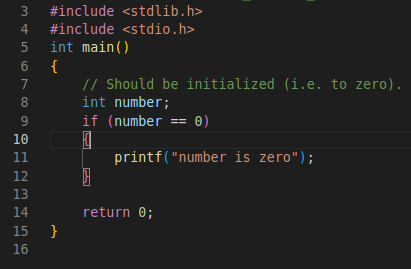 3 #include <stdlib.h>
4 #include <stdio.h>
5 int main()
6 {
7     // Should be initialized (i.e. to zero).
8     int number;
9     if (number == 0)
10     {
11         printf("number is zero");
12     }
13
14     return 0;
15 }
16